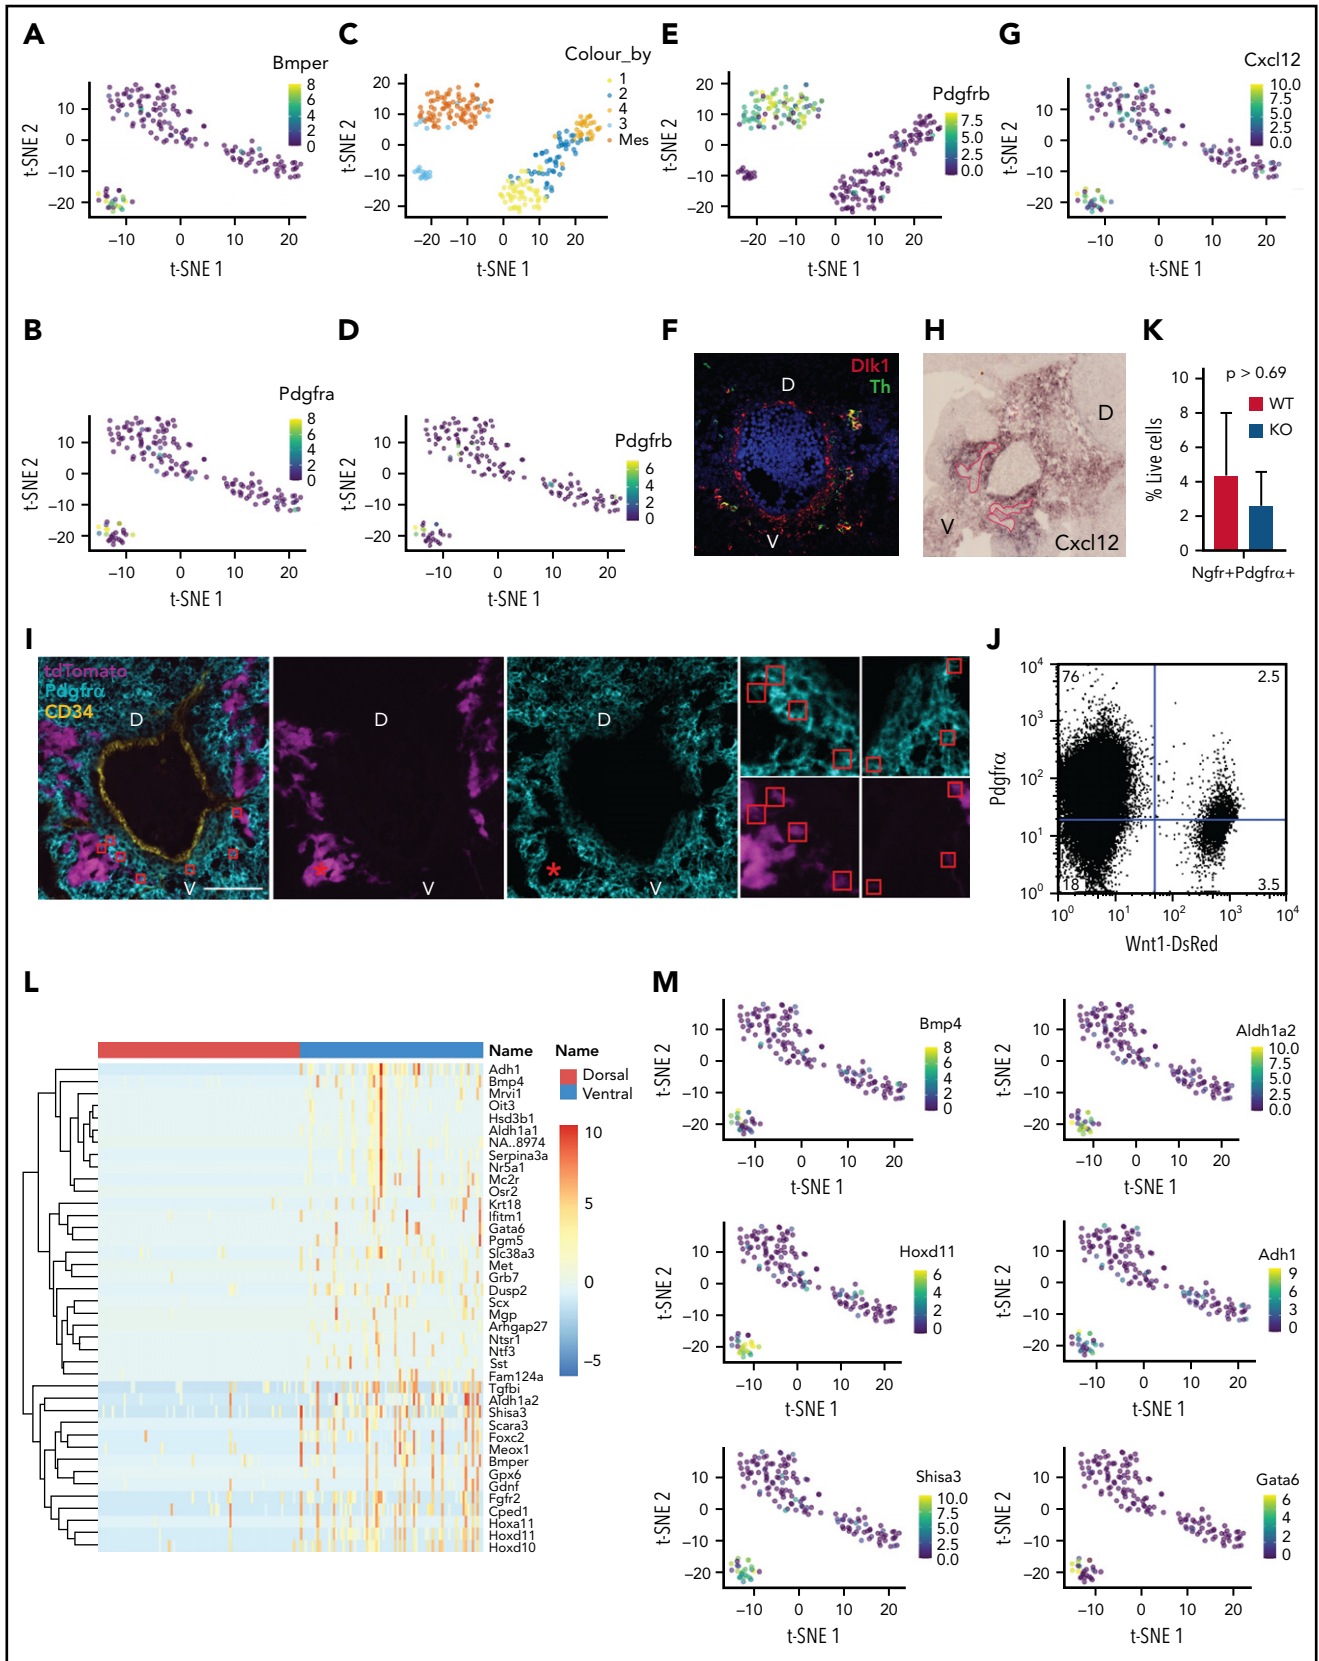 A
Bmper
8
6
4
2
0
10
0
−10
−20
t-SNE 2
−10 0 10 20
t-SNE 1
C
Colour_by
1
2
4
3
Mes
20
10
0
−10
−20
t-SNE 2
−20 −10 0 10 20
t-SNE 1
E
Pdgfrb
7.5
5.0
2.5
0.0
20
10
0
−10
−20
t-SNE 2
−20 −10 0 10 20
t-SNE 1
G
Cxcl12
10.0
7.5
5.0
2.5
0.0
10
0
−10
−20
t-SNE 2
−10 0 10 20
t-SNE 1
B
Pdgfra
8
6
4
2
0
10
0
−10
−20
t-SNE 2
−10 0 10 20
t-SNE 1
D
Pdgfrb
6
4
2
0
10
0
−10
−20
t-SNE 2
−10 0 10 20
t-SNE 1
F
Dlk1
Th
D
V
H
D
V
Cxcl12
K
p > 0.69
WT
KO
10
8
6
4
2
0
% Live cells
Ngfr+Pdgfrα+
I
tdTomato
Pdgfrα
CD34
D
V
D
*
V
D
*
V
J
76
2.5
18
3.5
10⁴
10³
10²
10¹
10⁰
Pdgfrα
10⁰ 10¹ 10² 10³ 10⁴
Wnt1-DsRed
L
Name
Adh1
Bmp4
Mrvi1
Oit3
Hsd3b1
Aldh1a1
NA..8974
Serpina3a
Nr5a1
Mc2r
Osr2
Krt18
Ifitm1
Gata6
Pgm5
Slc38a3
Met
Grb7
Dusp2
Scx
Mgp
Arhgap27
Ntsr1
Ntf3
Sst
Fam124a
Tgfbi
Aldh1a2
Shisa3
Scara3
Foxc2
Meox1
Bmper
Gpx6
Gdnf
Fgfr2
Cped1
Hoxa11
Hoxd11
Hoxd10
Name
Dorsal
Ventral
10
5
0
−5
M
Bmp4
8
6
4
2
0
10
0
−10
−20
t-SNE 2
−10 0 10 20
t-SNE 1
Aldh1a2
10.0
7.5
5.0
2.5
0.0
10
0
−10
−20
t-SNE 2
−10 0 10 20
t-SNE 1
Hoxd11
6
4
2
0
10
0
−10
−20
t-SNE 2
−10 0 10 20
t-SNE 1
Adh1
9
6
3
0
10
0
−10
−20
t-SNE 2
−10 0 10 20
t-SNE 1
Shisa3
10.0
7.5
5.0
2.5
0.0
10
0
−10
−20
t-SNE 2
−10 0 10 20
t-SNE 1
Gata6
6
4
2
0
10
0
−10
−20
t-SNE 2
−10 0 10 20
t-SNE 1